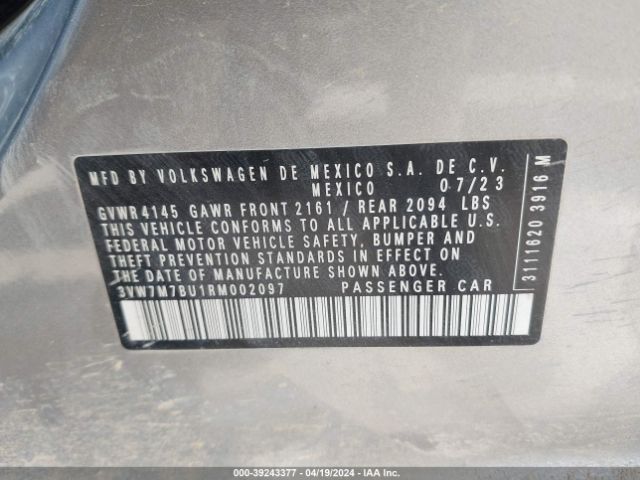 MFD BY VOLKSWAGEN DE MEXICO S.A. DE C.V.
MEXICO 07/23
GVWR 4145 GAWR FRONT 2161 / REAR 2094 LBS
THIS VEHICLE CONFORMS TO ALL APPLICABLE U.S.
FEDERAL MOTOR VEHICLE SAFETY, BUMPER AND
THEFT PREVENTION STANDARDS IN EFFECT ON
THE DATE OF MANUFACTURE SHOWN ABOVE.
3VW7M7BU1RM002097 PASSENGER CAR
3111620 3916 M
000-39243377 - 04/19/2024 - IAA Inc.